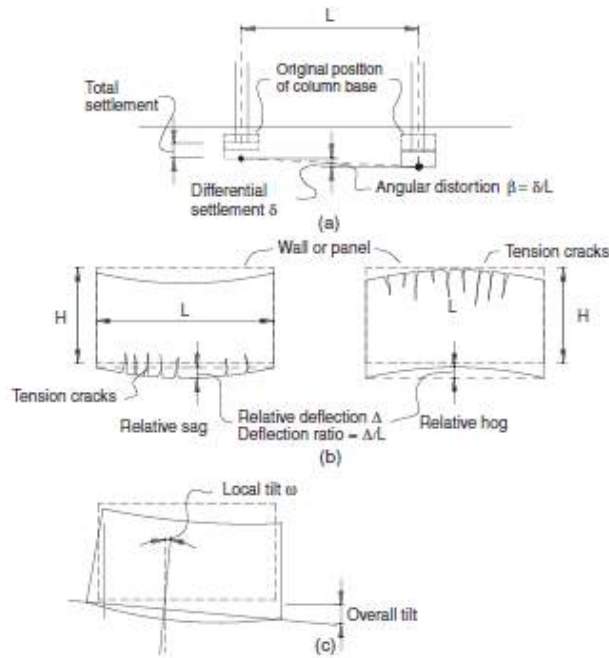 L
Total
settlement
Original position
of column base
Differential
settlement δ
Angular distortion β = δ/L
(a)
Wall or panel
Tension cracks
H
L
L
H
Tension cracks
Relative sag
Relative deflection Δ
Deflection ratio = Δ/L
Relative hog
(b)
Local tilt ω
Overall tilt
(c)